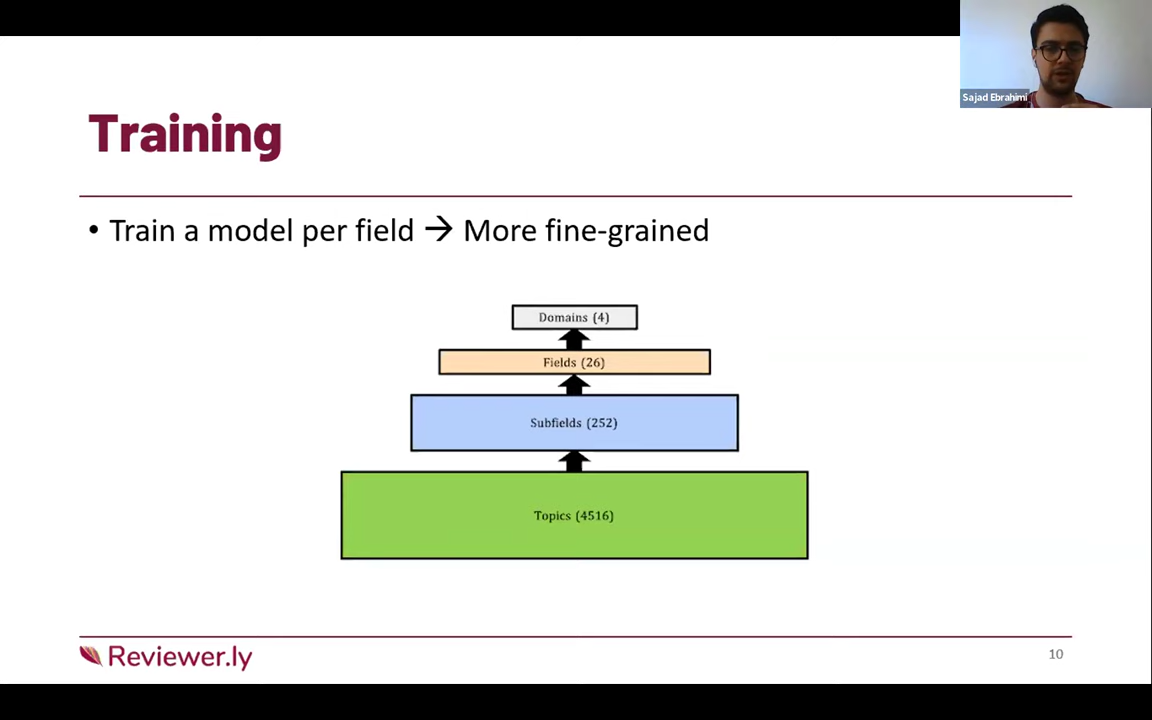 Sajad Ebrahimi
Training
• Train a model per field → More fine-grained
Domains (4)
Fields (26)
Subfields (252)
Topics (4516)
Reviewer.ly
10